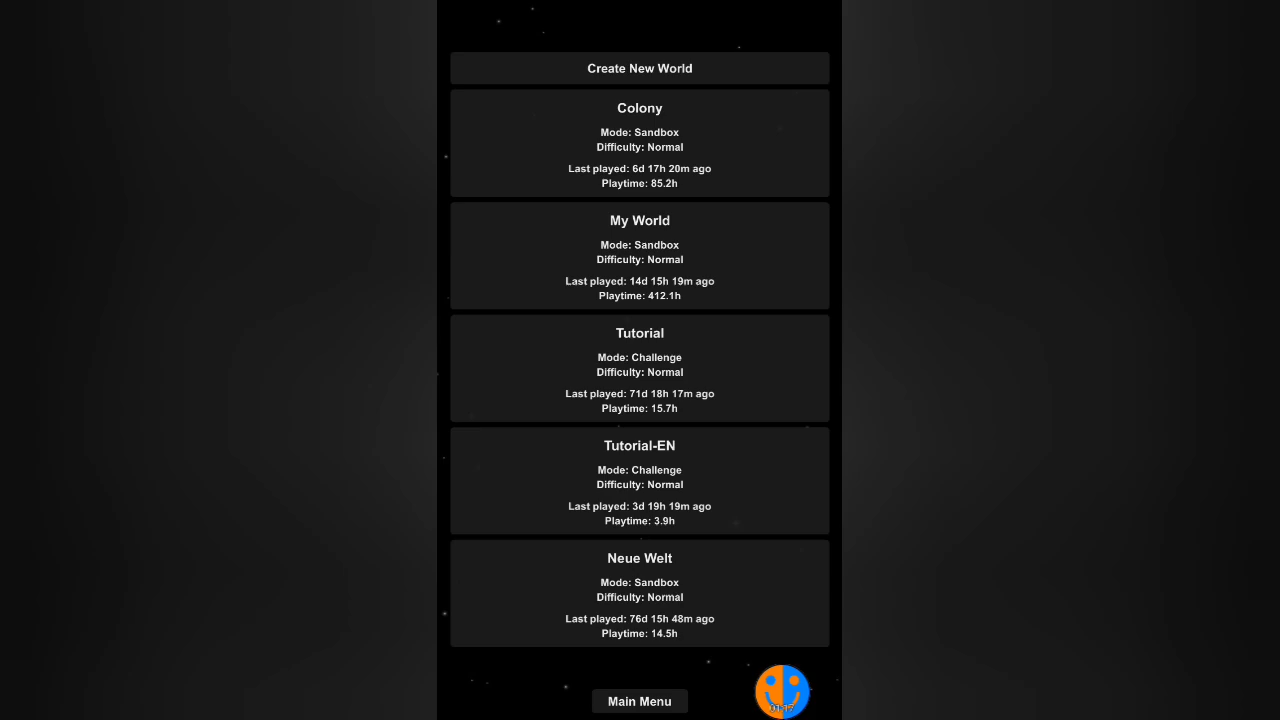 Create New World
Colony
Mode: Sandbox
Difficulty: Normal
Last played: 6d 17h 20m ago
Playtime: 85.2h
My World
Mode: Sandbox
Difficulty: Normal
Last played: 14d 15h 19m ago
Playtime: 412.1h
Tutorial
Mode: Challenge
Difficulty: Normal
Last played: 71d 18h 17m ago
Playtime: 15.7h
Tutorial-EN
Mode: Challenge
Difficulty: Normal
Last played: 3d 19h 19m ago
Playtime: 3.9h
Neue Welt
Mode: Sandbox
Difficulty: Normal
Last played: 76d 15h 48m ago
Playtime: 14.5h
Main Menu